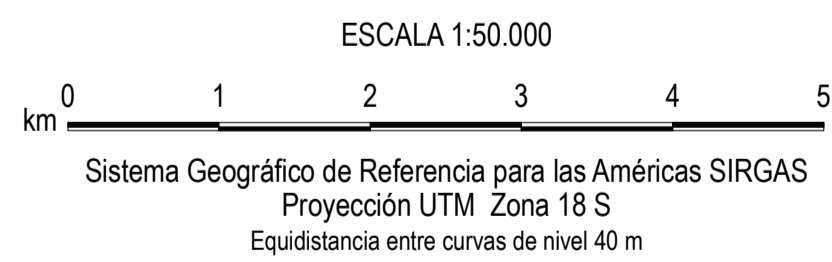 ESCALA 1:50.000
0 1 2 3 4 5
km
Sistema Geográfico de Referencia para las Américas SIRGAS
Proyección UTM Zona 18 S
Equidistancia entre curvas de nivel 40 m